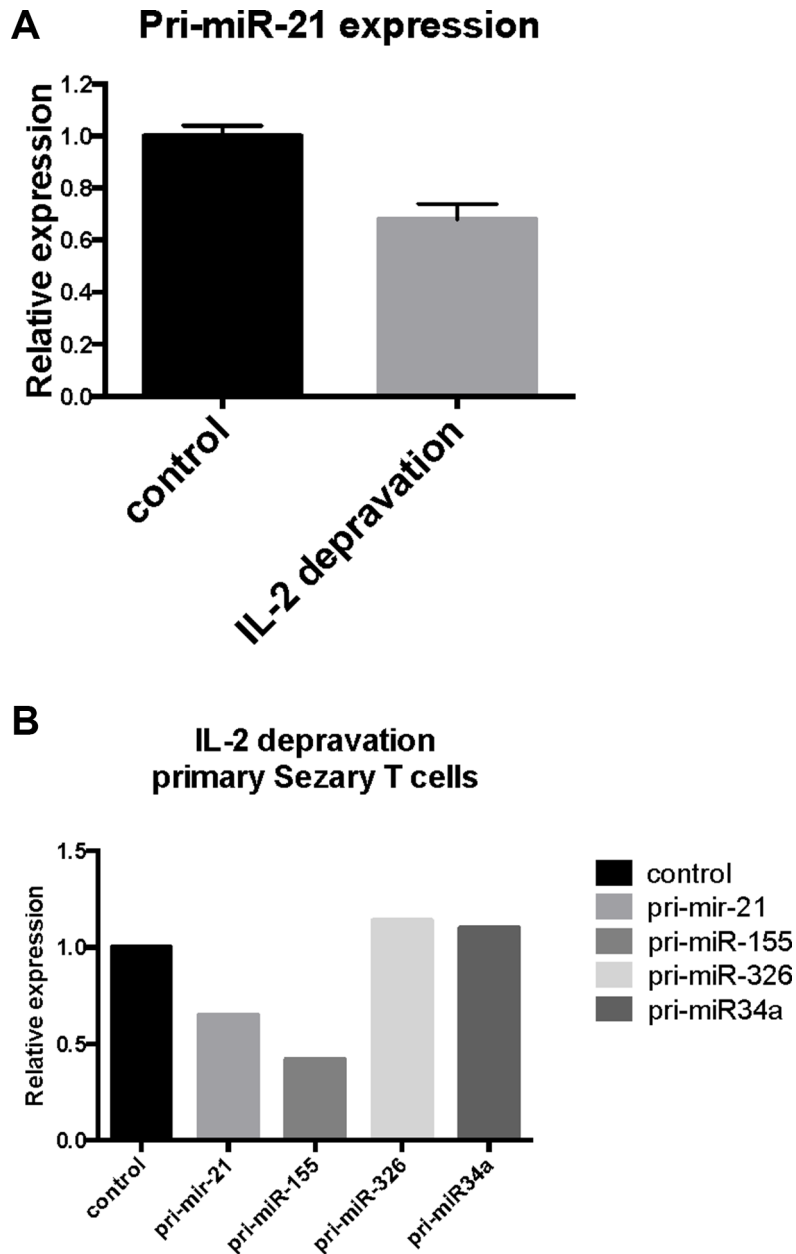 A
Pri-miR-21 expression
Relative expression
1.2
1.0
0.8
0.6
0.4
0.2
0.0
control
IL-2 depravation
B
IL-2 depravation
primary Sezary T cells
Relative expression
1.5
1.0
0.5
0.0
control
pri-mir-21
pri-miR-155
pri-miR-326
pri-miR34a
control
pri-mir-21
pri-miR-155
pri-miR-326
pri-miR34a